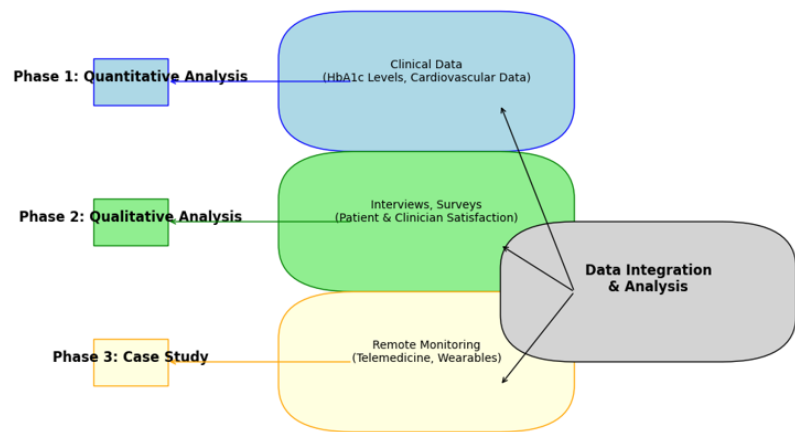 Phase 1: Quantitative Analysis
Clinical Data
(HbA1c Levels, Cardiovascular Data)
Phase 2: Qualitative Analysis
Interviews, Surveys
(Patient & Clinician Satisfaction)
Data Integration
& Analysis
Phase 3: Case Study
Remote Monitoring
(Telemedicine, Wearables)